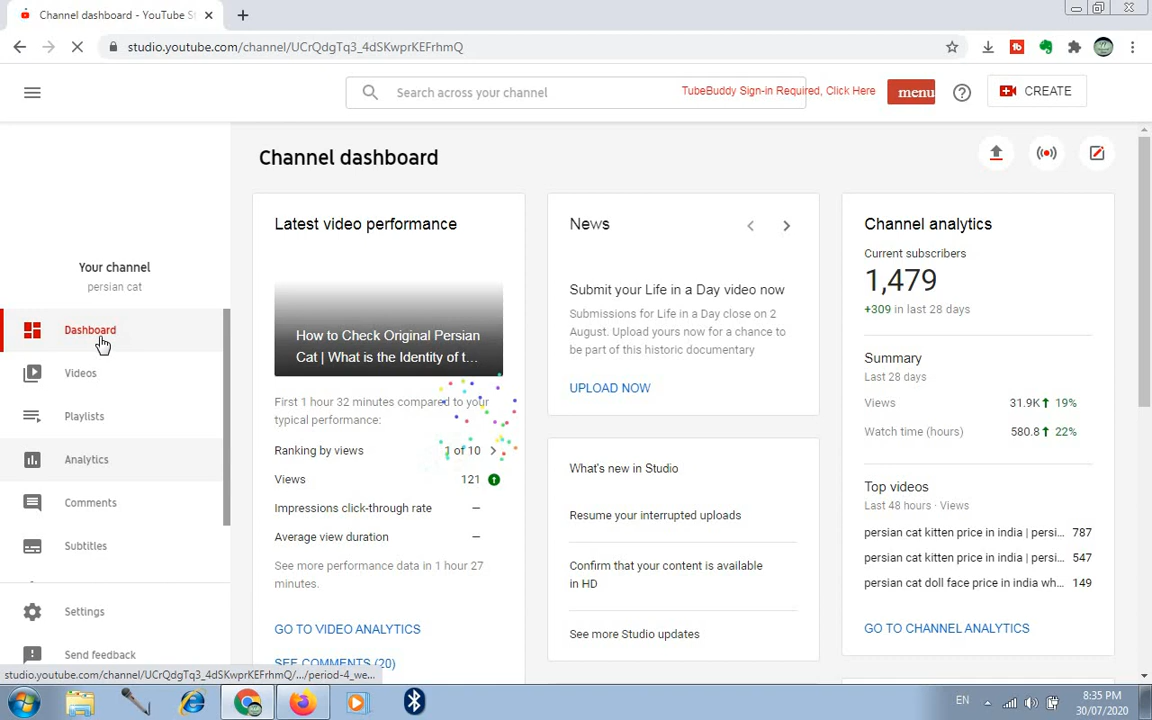 Channel dashboard - YouTube St
studio.youtube.com/channel/UCrQdgTq3_4dSKwprKEFrhmQ
Search across your channel
TubeBuddy Sign-in Required, Click Here
menu
CREATE
Channel dashboard
Your channel
persian cat
Dashboard
Videos
Playlists
Analytics
Comments
Subtitles
Settings
Send feedback
Latest video performance
How to Check Original Persian
Cat | What is the Identity of t...
First 1 hour 32 minutes compared to your
typical performance:
Ranking by views 1 of 10
Views 121
Impressions click-through rate —
Average view duration —
See more performance data in 1 hour 27
minutes.
GO TO VIDEO ANALYTICS
SEE COMMENTS (20)
News
Submit your Life in a Day video now
Submissions for Life in a Day close on 2
August. Upload yours now for a chance to
be part of this historic documentary
UPLOAD NOW
What's new in Studio
Resume your interrupted uploads
Confirm that your content is available
in HD
See more Studio updates
Channel analytics
Current subscribers
1,479
+309 in last 28 days
Summary
Last 28 days
Views 31.9K 19%
Watch time (hours) 580.8 22%
Top videos
Last 48 hours · Views
persian cat kitten price in india | persi... 787
persian cat kitten price in india | persi... 547
persian cat doll face price in india wh... 149
GO TO CHANNEL ANALYTICS
studio.youtube.com/channel/UCrQdgTq3_4dSKwprKEFrhmQ/.../period-4_we...
EN
8:35 PM
30/07/2020